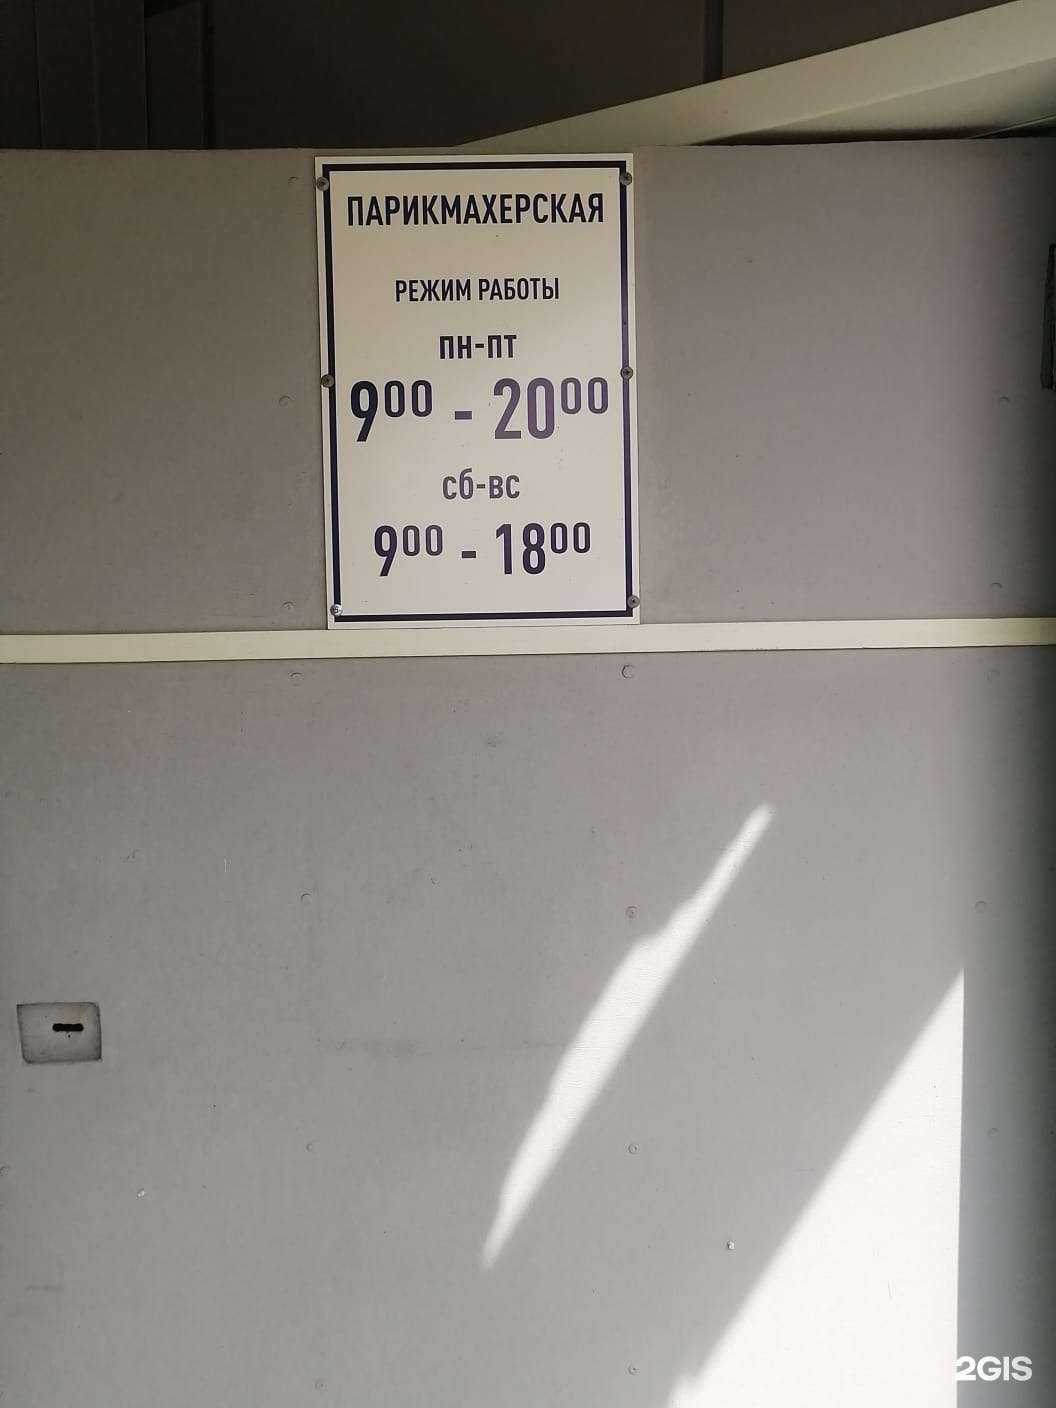 ПАРИКМАХЕРСКАЯ
РЕЖИМ РАБОТЫ
пн-пт
9⁰⁰ - 20⁰⁰
сб-вс
9⁰⁰ - 18⁰⁰
2GIS